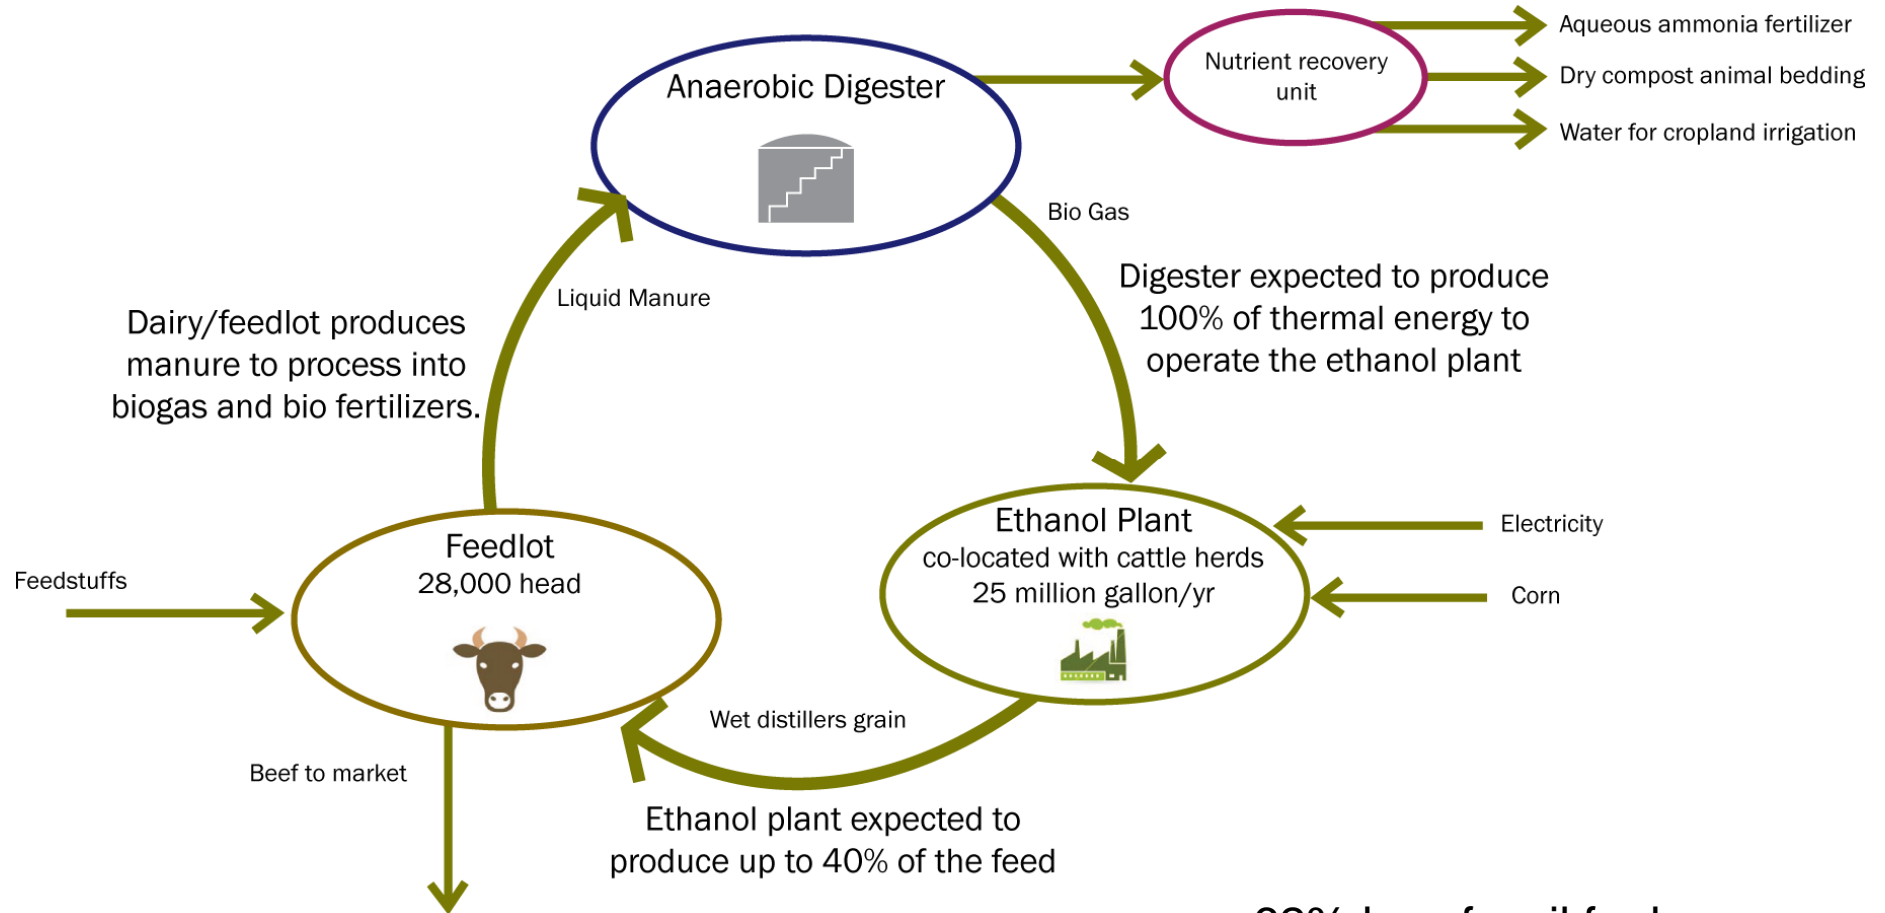 Anaerobic Digester
Nutrient recovery
unit
Aqueous ammonia fertilizer
Dry compost animal bedding
Water for cropland irrigation
Bio Gas
Digester expected to produce
100% of thermal energy to
operate the ethanol plant
Liquid Manure
Dairy/feedlot produces
manure to process into
biogas and bio fertilizers.
Feedlot
28,000 head
Feedstuffs
Ethanol Plant
co-located with cattle herds
25 million gallon/yr
Electricity
Corn
Wet distillers grain
Beef to market
Ethanol plant expected to
produce up to 40% of the feed